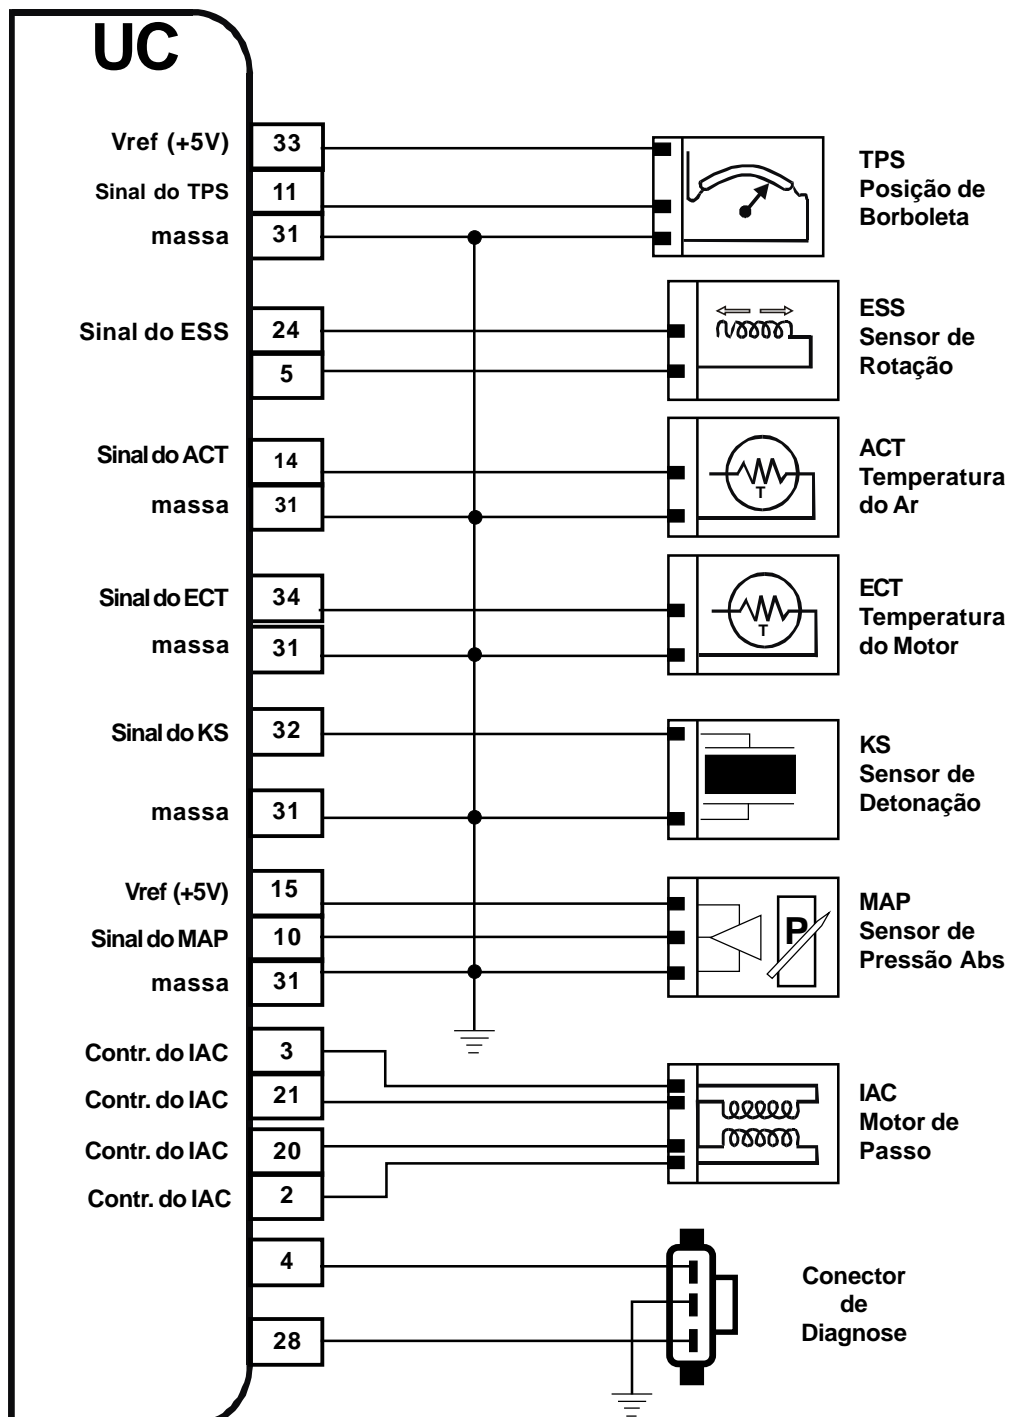 UC
Vref (+5V) 33
Sinal do TPS 11
massa 31
TPS
Posição de
Borboleta
Sinal do ESS 24
5
ESS
Sensor de
Rotação
Sinal do ACT 14
massa 31
T
ACT
Temperatura
do Ar
Sinal do ECT 34
massa 31
T
ECT
Temperatura
do Motor
Sinal do KS 32
massa 31
KS
Sensor de
Detonação
Vref (+5V) 15
Sinal do MAP 10
massa 31
P
MAP
Sensor de
Pressão Abs
Contr. do IAC 3
Contr. do IAC 21
Contr. do IAC 20
Contr. do IAC 2
IAC
Motor de
Passo
4
28
Conector
de
Diagnose